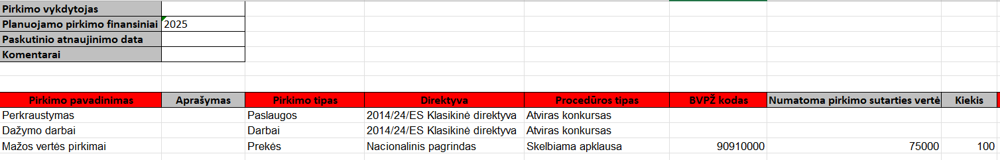 Pirkimo vykdytojas
Planuojamo pirkimo finansiniai 2025
Paskutinio atnaujinimo data
Komentarai
Pirkimo pavadinimas Aprašymas Pirkimo tipas Direktyva Procedūros tipas BVPŽ kodas Numatoma pirkimo sutarties vertė Kiekis
Perkraustymas Paslaugos 2014/24/ES Klasikinė direktyva Atviras konkursas
Dažymo darbai Darbai 2014/24/ES Klasikinė direktyva Atviras konkursas
Mažos vertės pirkimai Prekės Nacionalinis pagrindas Skelbiama apklausa 90910000 75000 100